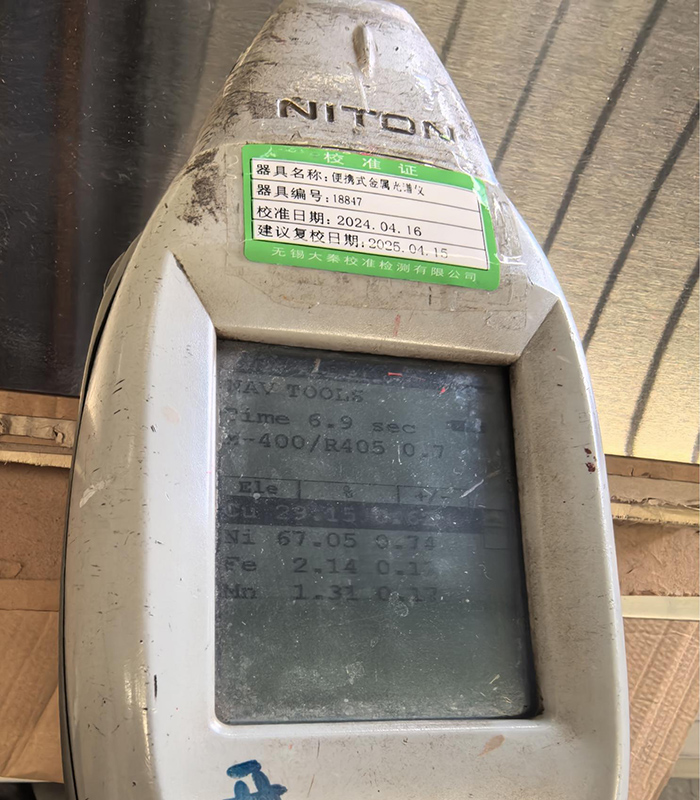 NITON
校准证
器具名称:便携式金属光谱仪
器具编号:18847
校准日期:2024.04.16
建议复校日期:2025.04.15
无锡大秦校准检测有限公司
NAV TOOLS
Time 6.9 sec
M-400/R405 0.7
Ele % +/-
Cu 29.15
Ni 67.05 0.74
Fe 2.14
Mn 1.31 0.17